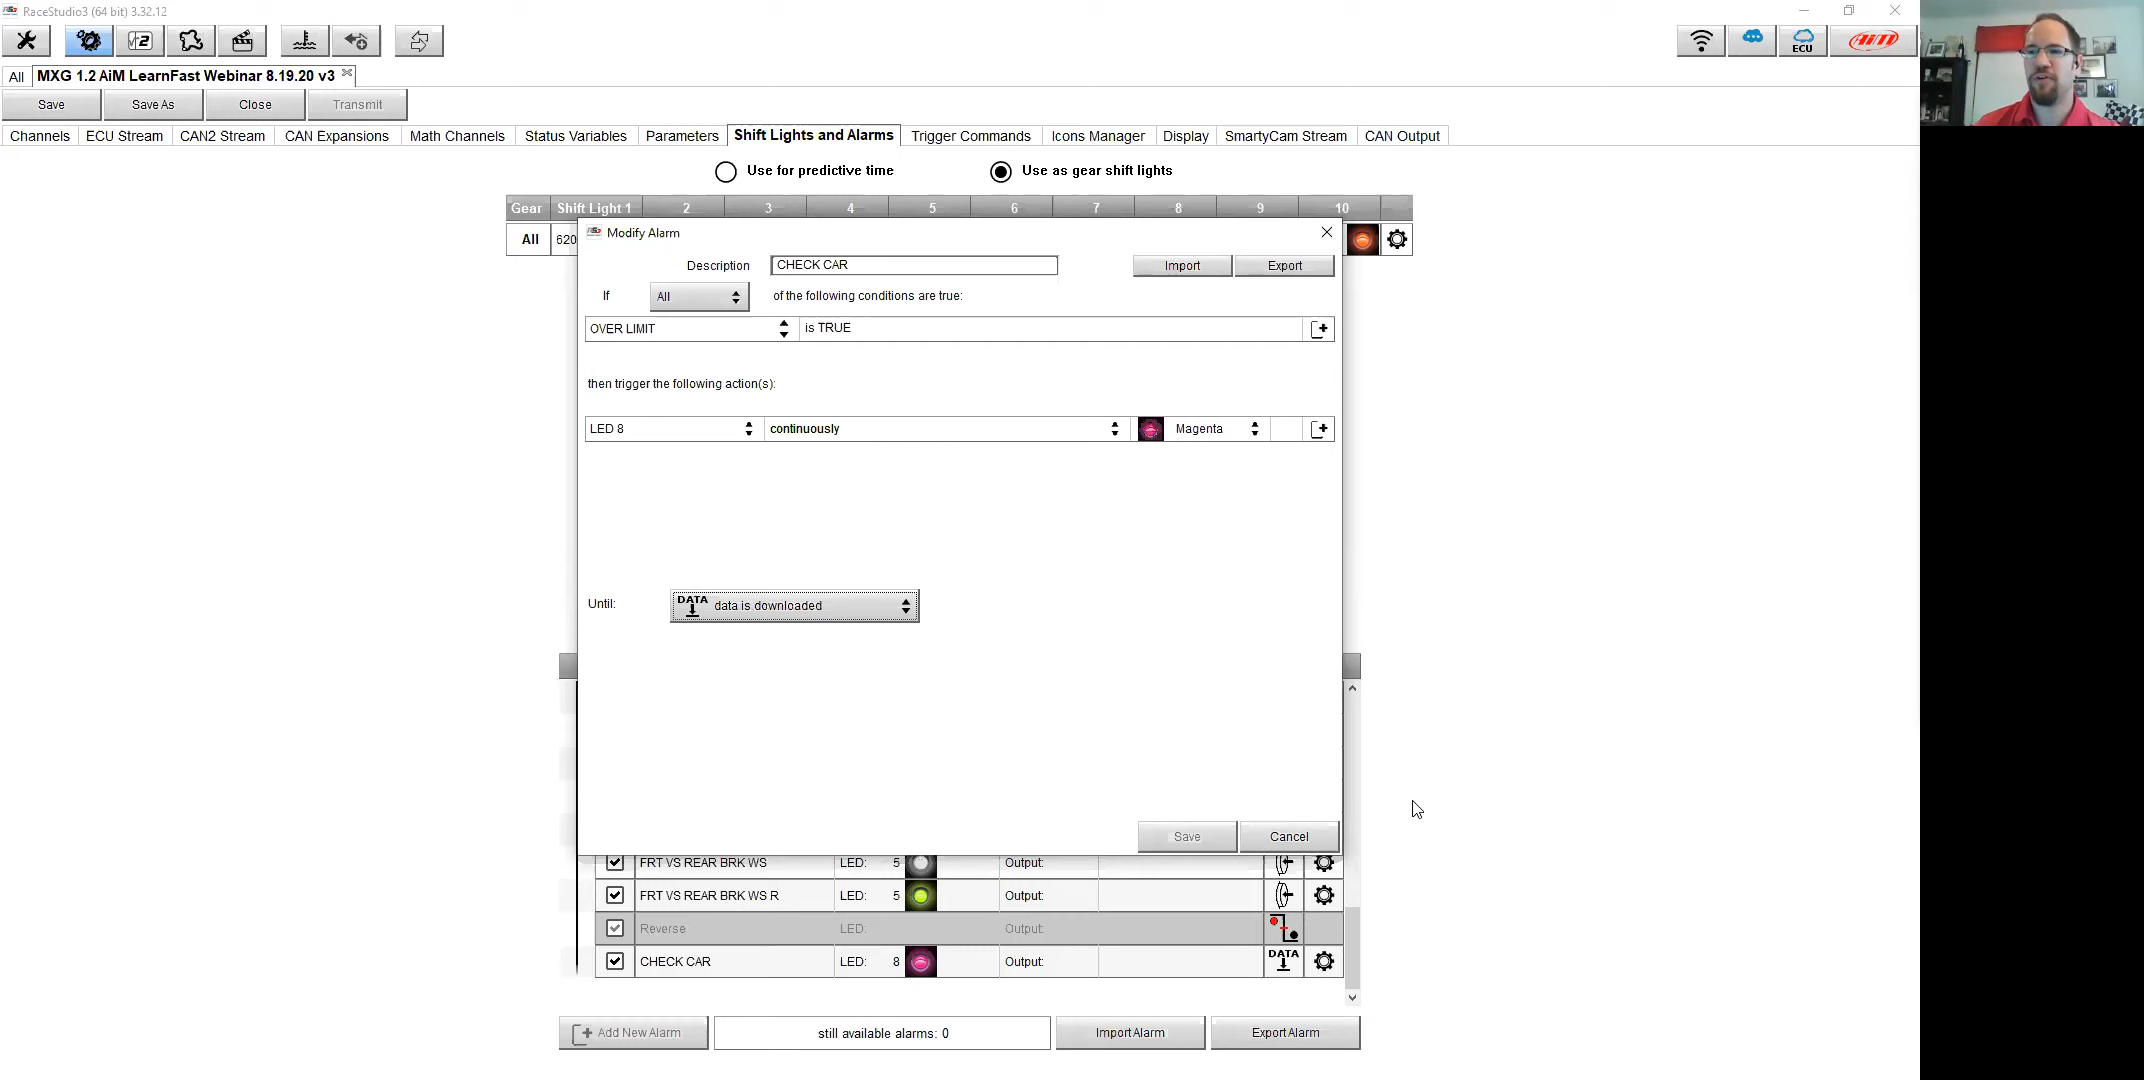 RaceStudio3 (64 bit) 3.32.12
ECU
AiM
All MXG 1.2 AiM LearnFast Webinar 8.19.20 v3
Save Save As Close Transmit
Channels ECU Stream CAN2 Stream CAN Expansions Math Channels Status Variables Parameters Shift Lights and Alarms Trigger Commands Icons Manager Display SmartyCam Stream CAN Output
Use for predictive time Use as gear shift lights
Gear Shift Light 1 2 3 4 5 6 7 8 9 10
All 620
Modify Alarm
Description CHECK CAR Import Export
If All of the following conditions are true:
OVER LIMIT is TRUE
then trigger the following action(s):
LED 8 continuously Magenta
Until: DATA data is downloaded
Save Cancel
FRT VS REAR BRK WS LED: 5 Output:
FRT VS REAR BRK WS R LED: 5 Output:
Reverse LED: Output:
CHECK CAR LED: 8 Output: DATA
Add New Alarm still available alarms: 0 Import Alarm Export Alarm